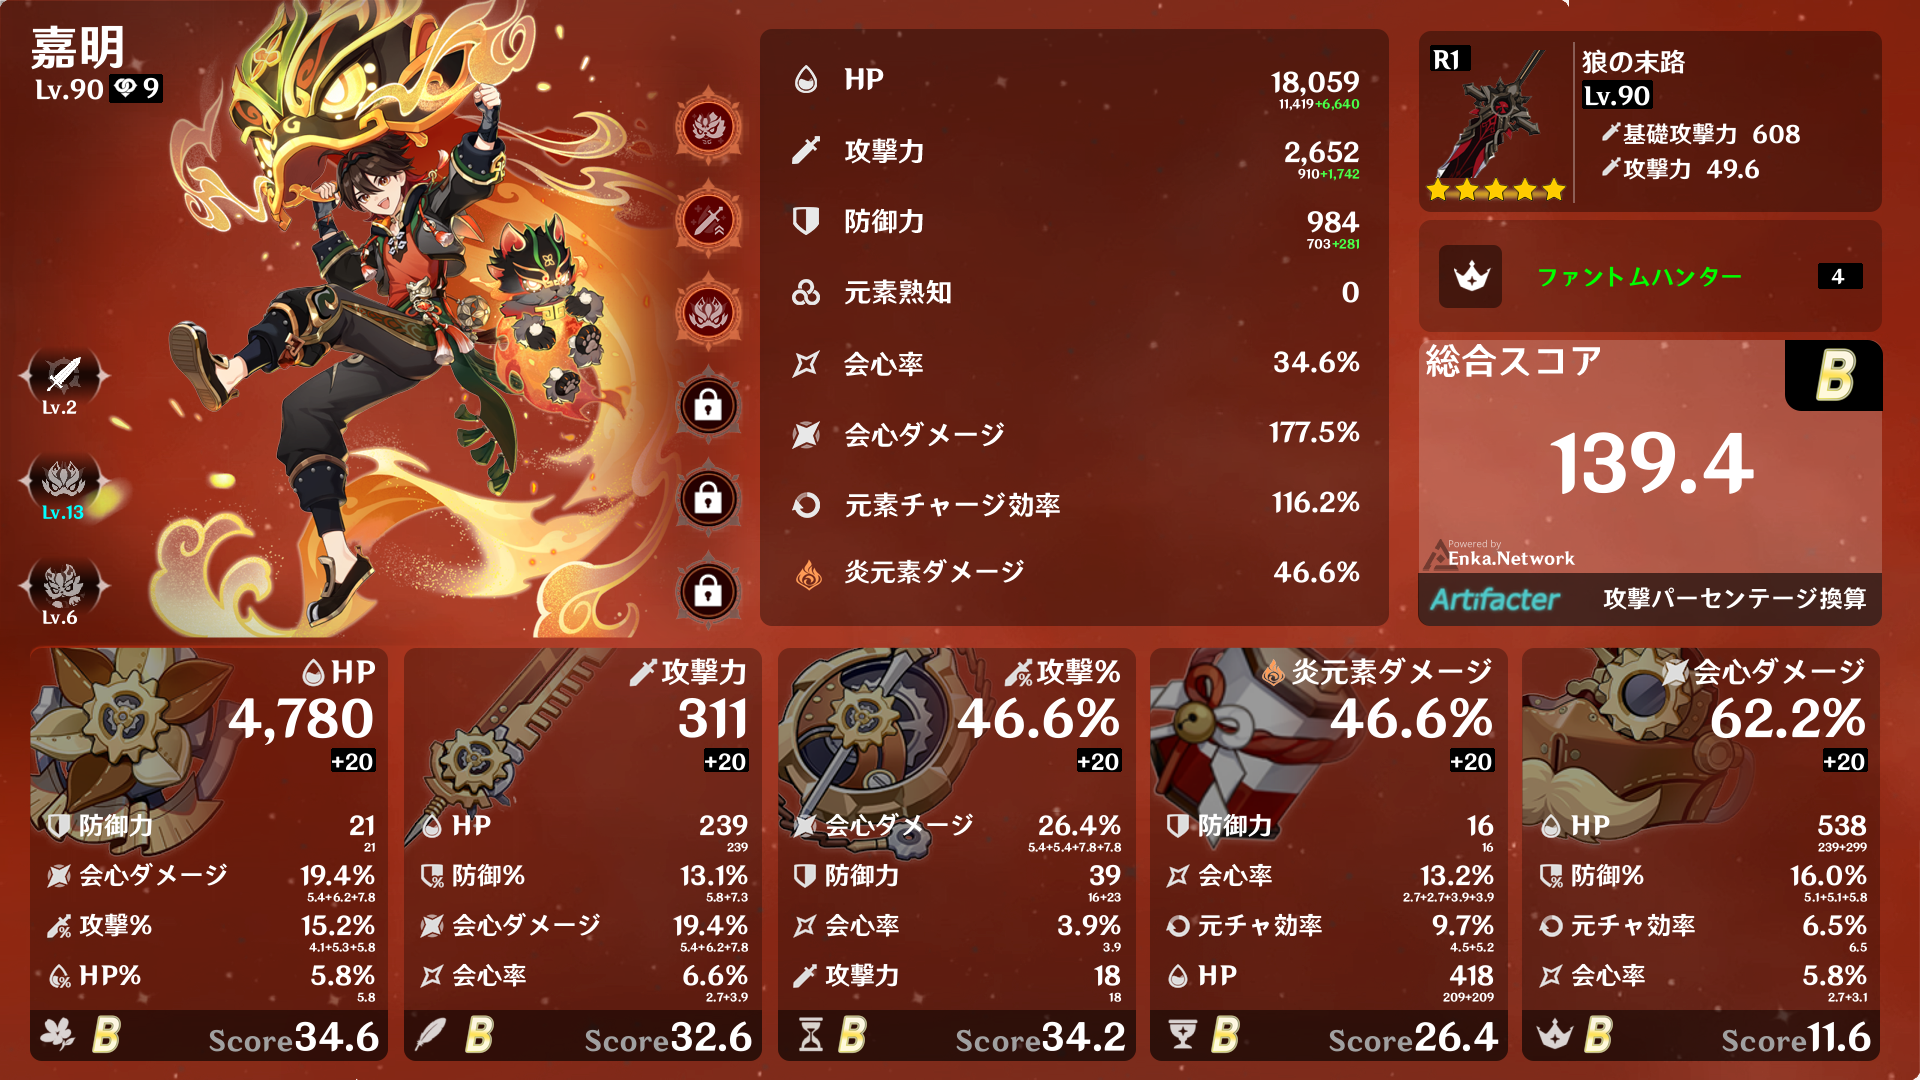 嘉明
Lv.90 9
Lv.2
Lv.13
Lv.6
HP 18,059
11,419+6,640
攻撃力 2,652
910+1,742
防御力 984
703+281
元素熟知 0
会心率 34.6%
会心ダメージ 177.5%
元素チャージ効率 116.2%
炎元素ダメージ 46.6%
R1
狼の末路
Lv.90
基礎攻撃力 608
攻撃力 49.6
ファントムハンター 4
総合スコア B
139.4
Powered by
Enka.Network
Artifacter 攻撃パーセンテージ換算
HP
4,780
+20
防御力 21
21
会心ダメージ 19.4%
5.4+6.2+7.8
攻撃% 15.2%
4.1+5.3+5.8
HP% 5.8%
5.8
B Score34.6
攻撃力
311
+20
HP 239
239
防御% 13.1%
5.8+7.3
会心ダメージ 19.4%
5.4+6.2+7.8
会心率 6.6%
2.7+3.9
B Score32.6
攻撃%
46.6%
+20
会心ダメージ 26.4%
5.4+5.4+7.8+7.8
防御力 39
16+23
会心率 3.9%
3.9
攻撃力 18
18
B Score34.2
炎元素ダメージ
46.6%
+20
防御力 16
16
会心率 13.2%
2.7+2.7+3.9+3.9
元チャ効率 9.7%
4.5+5.2
HP 418
209+209
B Score26.4
会心ダメージ
62.2%
+20
HP 538
239+299
防御% 16.0%
5.1+5.1+5.8
元チャ効率 6.5%
6.5
会心率 5.8%
2.7+3.1
B Score11.6